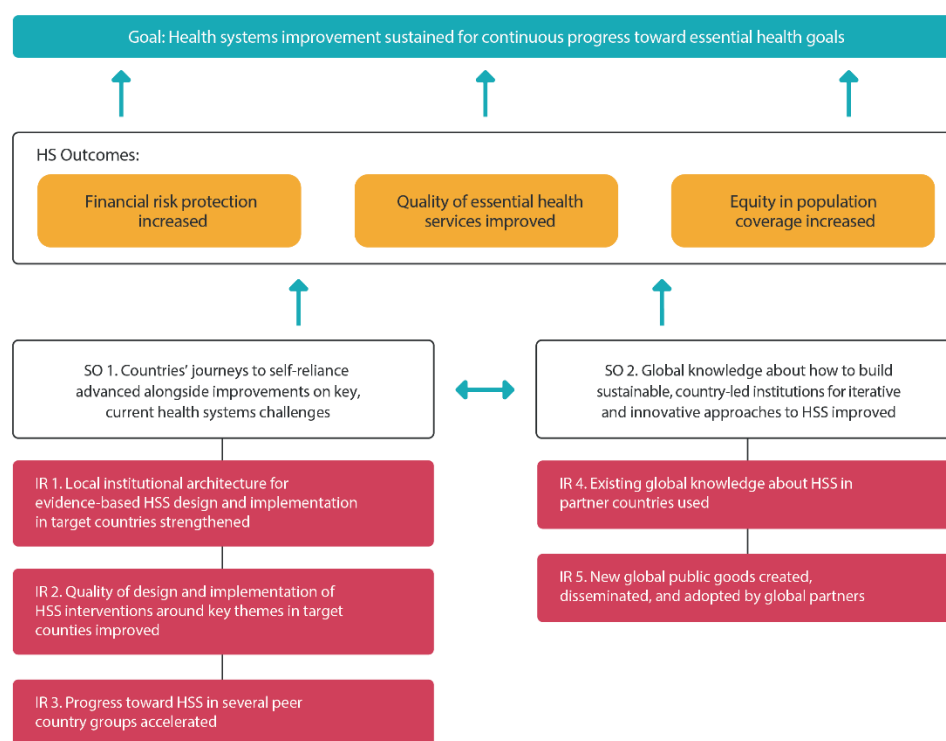 Goal: Health systems improvement sustained for continuous progress toward essential health goals
HS Outcomes:
Financial risk protection
increased
Quality of essential health
services improved
Equity in population
coverage increased
SO 1. Countries’ journeys to self-reliance
advanced alongside improvements on key,
current health systems challenges
SO 2. Global knowledge about how to build
sustainable, country-led institutions for iterative
and innovative approaches to HSS improved
IR 1. Local institutional architecture for
evidence-based HSS design and implementation
in target countries strengthened
IR 2. Quality of design and implementation of
HSS interventions around key themes in target
counties improved
IR 3. Progress toward HSS in several peer
country groups accelerated
IR 4. Existing global knowledge about HSS in
partner countries used
IR 5. New global public goods created,
disseminated, and adopted by global partners